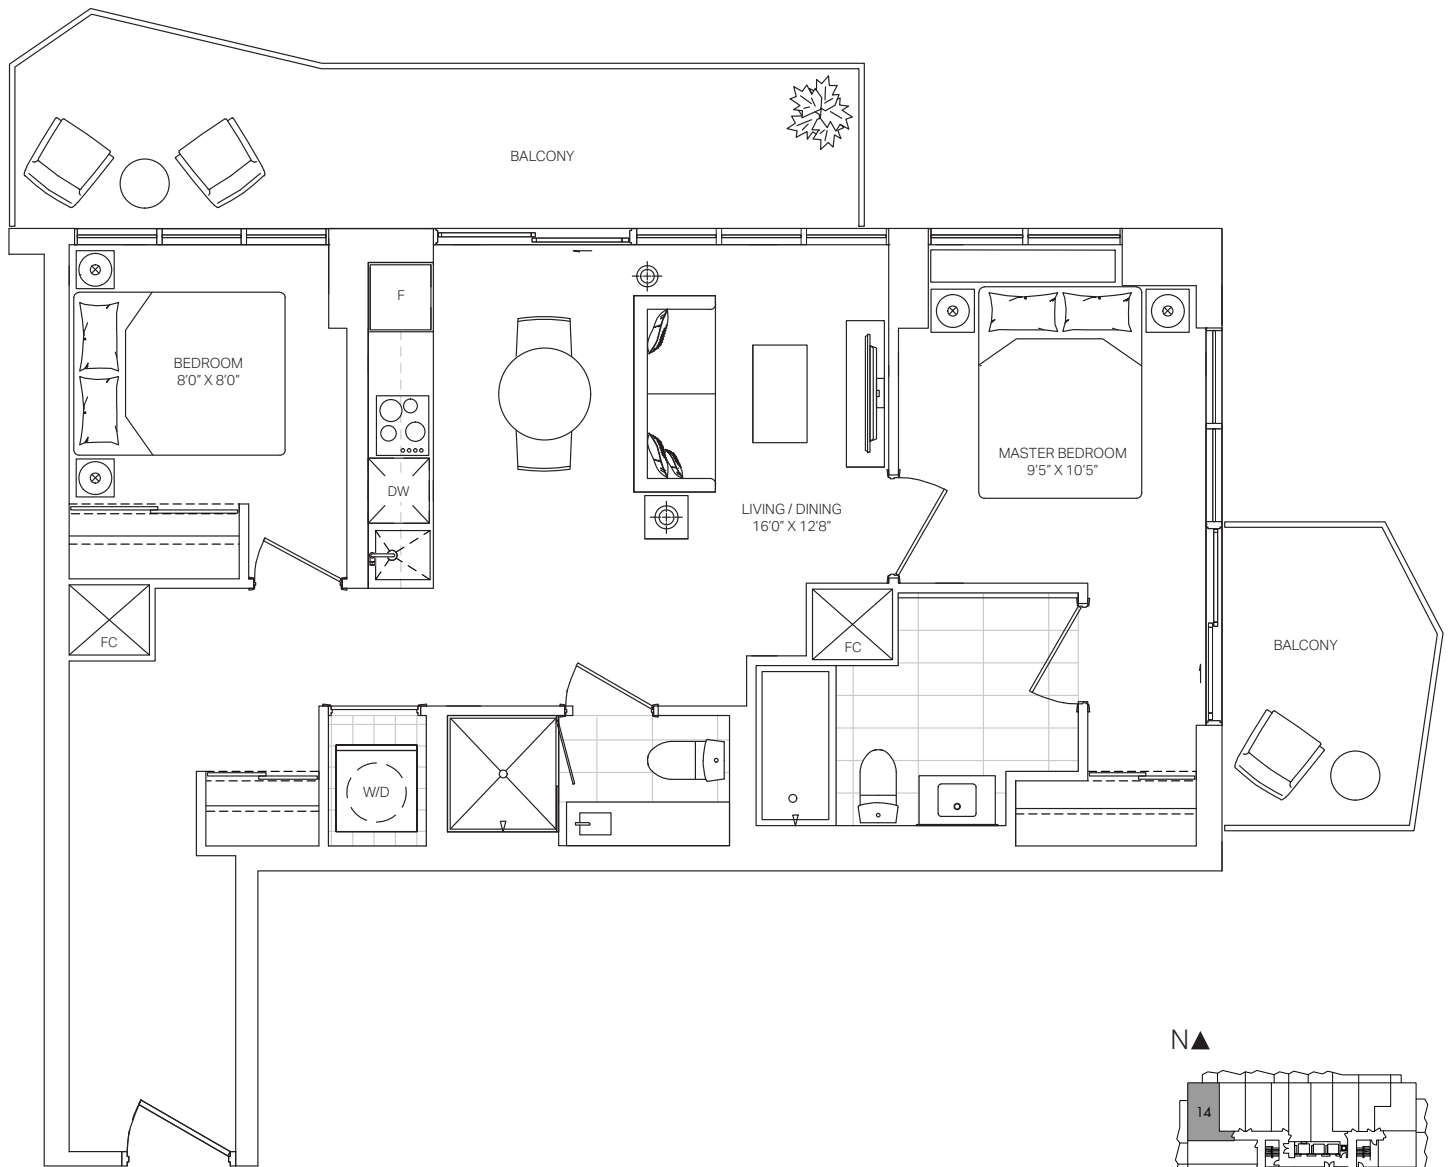 BALCONY
F
BEDROOM
8'0" X 8'0"
MASTER BEDROOM
9'5" X 10'5"
DW
LIVING / DINING
16'0" X 12'8"
FC
FC
BALCONY
W/D
N
14